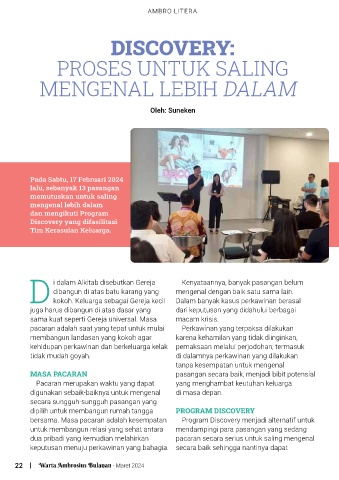 AMBRO LITERA
DISCOVERY:
PROSES UNTUK SALING
MENGENAL LEBIH DALAM
Oleh: Suneken
Pada Sabtu, 17 Februari 2024
lalu, sebanyak 13 pasangan
memutuskan untuk saling
mengenal lebih dalam
dan mengikuti Program
Discovery yang difasilitasi
Tim Kerasulan Keluarga.
Di dalam Alkitab disebutkan Gereja
dibangun di atas batu karang yang
kokoh. Keluarga sebagai Gereja kecil
juga harus dibangun di atas dasar yang
sama kuat seperti Gereja universal. Masa
pacaran adalah saat yang tepat untuk mulai
membangun landasan yang kokoh agar
kehidupan perkawinan dan berkeluarga kelak
tidak mudah goyah.
MASA PACARAN
Pacaran merupakan waktu yang dapat
digunakan sebaik-baiknya untuk mengenal
secara sungguh-sungguh pasangan yang
dipilih untuk membangun rumah tangga
bersama. Masa pacaran adalah kesempatan
untuk membangun relasi yang sehat antara
dua pribadi yang kemudian melahirkan
keputusan menuju perkawinan yang bahagia.
Kenyataannya, banyak pasangan belum
mengenal dengan baik satu sama lain.
Dalam banyak kasus perkawinan berasal
dari keputusan yang didahului berbagai
macam krisis.
Perkawinan yang terpaksa dilakukan
karena kehamilan yang tidak diinginkan,
pemaksaan melalui perjodohan, termasuk
di dalamnya perkawinan yang dilakukan
tanpa kesempatan untuk mengenal
pasangan secara baik, menjadi bibit potensial
yang menghambat keutuhan keluarga
di masa depan.
PROGRAM DISCOVERY
Program Discovery menjadi alternatif untuk
mendampingi para pasangan yang sedang
pacaran secara serius untuk saling mengenal
secara baik sehingga nantinya dapat
22 | Warta Ambrosius Bulanan - Maret 2024